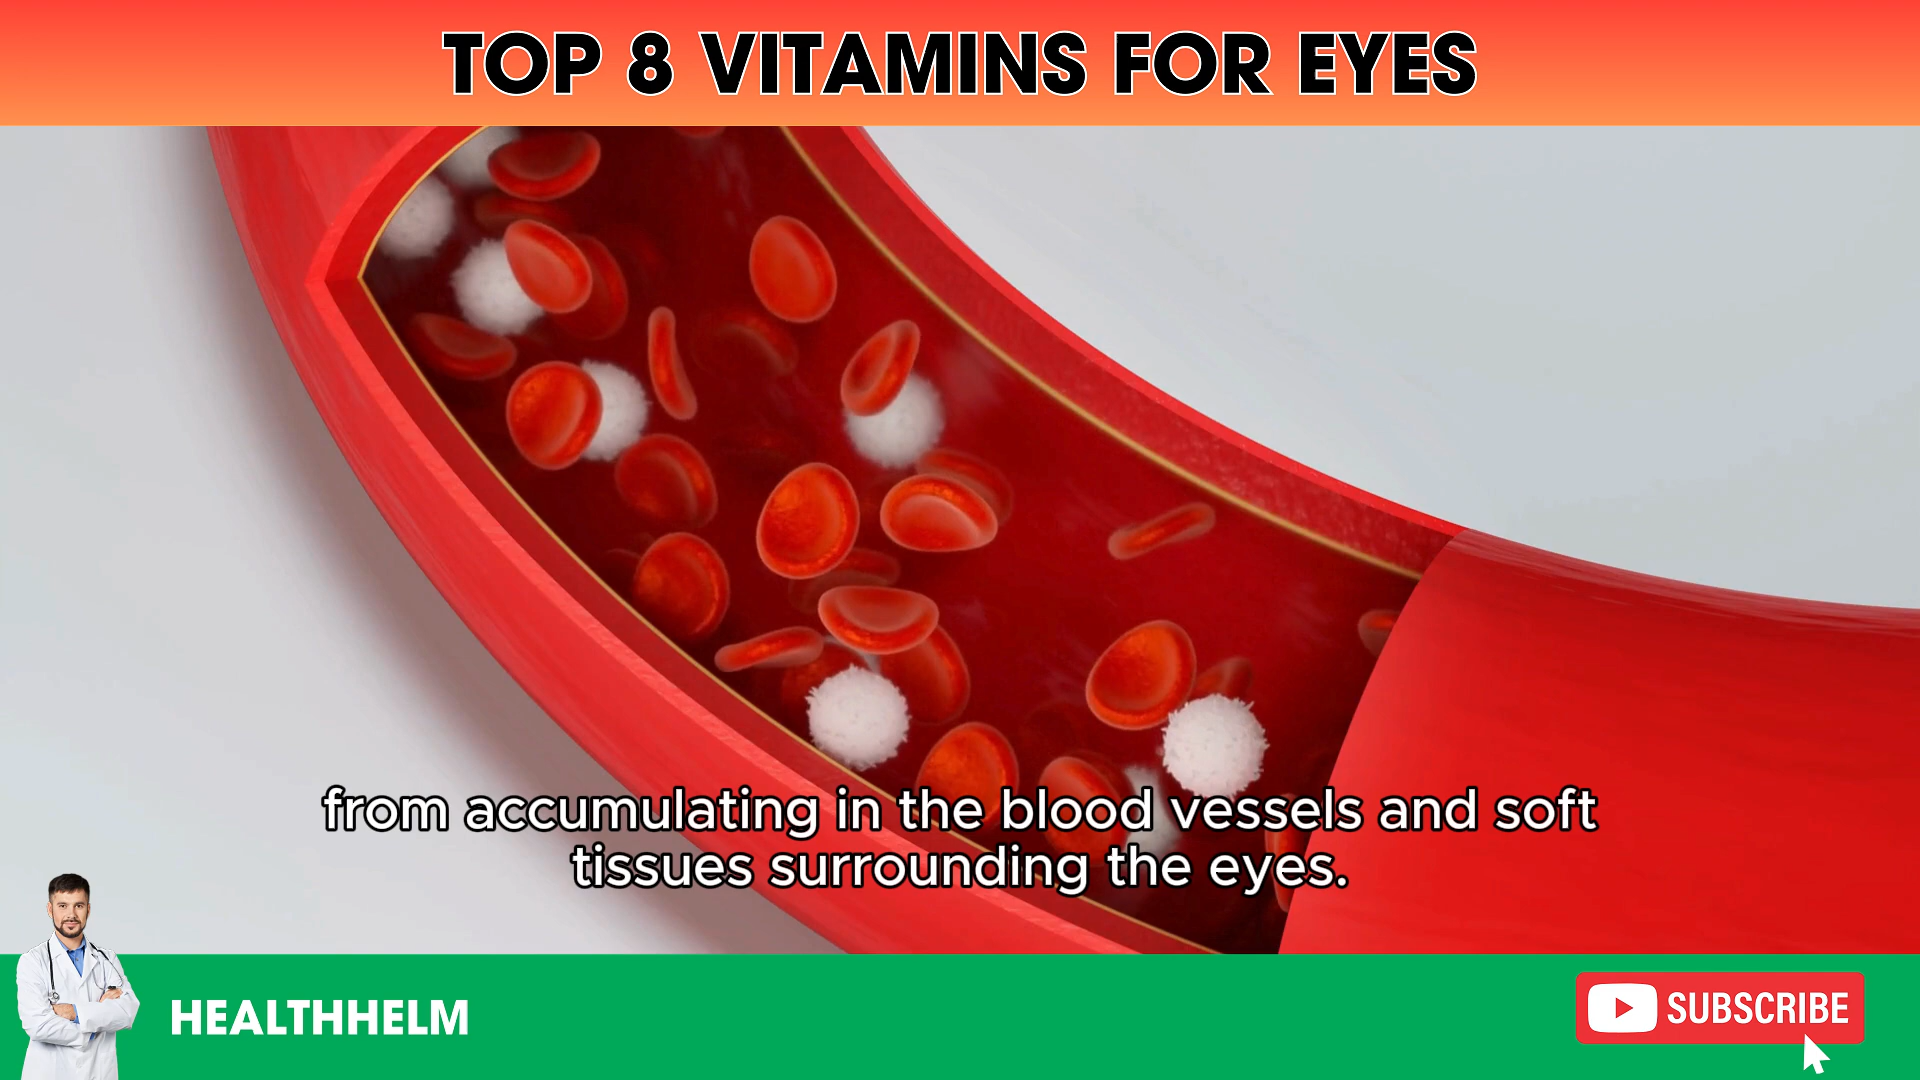 TOP 8 VITAMINS FOR EYES
from accumulating in the blood vessels and soft
tissues surrounding the eyes.
HEALTHHELM
SUBSCRIBE